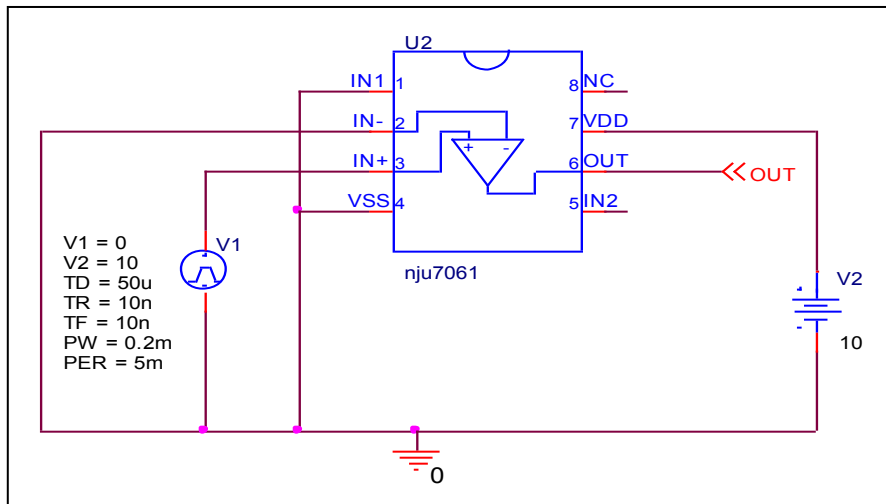 U2
IN1 1
8 NC
IN- 2
7 VDD
+ -
IN+ 3
6 OUT
OUT
VSS 4
5 IN2
nju7061
V1
V1 = 0
V2 = 10
TD = 50u
TR = 10n
TF = 10n
PW = 0.2m
PER = 5m
V2
10
0